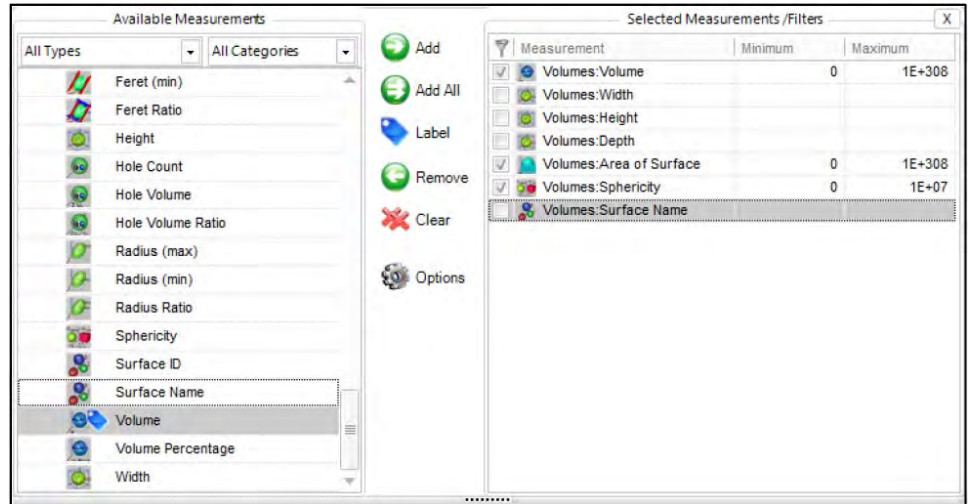 Available Measurements
All Types
All Categories
Feret (min)
Feret Ratio
Height
Hole Count
Hole Volume
Hole Volume Ratio
Radius (max)
Radius (min)
Radius Ratio
Sphericity
Surface ID
Surface Name
Volume
Volume Percentage
Width
Add
Add All
Label
Remove
Clear
Options
Selected Measurements /Filters
X
Measurement Minimum Maximum
Volumes:Volume 0 1E+308
Volumes:Width
Volumes:Height
Volumes:Depth
Volumes:Area of Surface 0 1E+308
Volumes:Sphericity 0 1E+07
Volumes:Surface Name